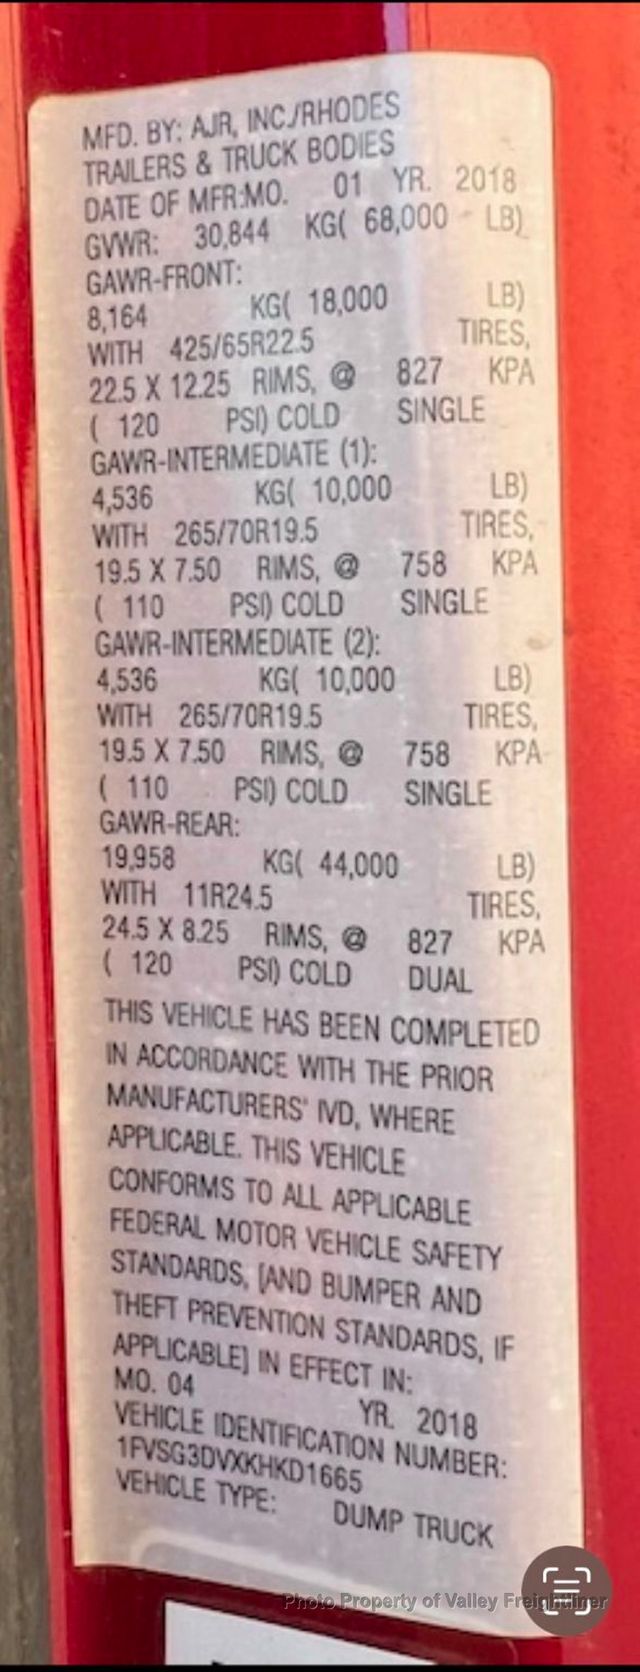 MFD. BY: AJR, INC./RHODES
TRAILERS & TRUCK BODIES
DATE OF MFR:MO. 01 YR. 2018
GVWR: 30,844 KG( 68,000 LB)
GAWR-FRONT:
8,164 KG( 18,000 LB)
WITH 425/65R22.5 TIRES,
22.5 X 12.25 RIMS, @ 827 KPA
( 120 PSI) COLD SINGLE
GAWR-INTERMEDIATE (1):
4,536 KG( 10,000 LB)
WITH 265/70R19.5 TIRES,
19.5 X 7.50 RIMS, @ 758 KPA
( 110 PSI) COLD SINGLE
GAWR-INTERMEDIATE (2):
4,536 KG( 10,000 LB)
WITH 265/70R19.5 TIRES,
19.5 X 7.50 RIMS, @ 758 KPA
( 110 PSI) COLD SINGLE
GAWR-REAR:
19,958 KG( 44,000 LB)
WITH 11R24.5 TIRES,
24.5 X 8.25 RIMS, @ 827 KPA
( 120 PSI) COLD DUAL
THIS VEHICLE HAS BEEN COMPLETED
IN ACCORDANCE WITH THE PRIOR
MANUFACTURERS' IVD, WHERE
APPLICABLE. THIS VEHICLE
CONFORMS TO ALL APPLICABLE
FEDERAL MOTOR VEHICLE SAFETY
STANDARDS, [AND BUMPER AND
THEFT PREVENTION STANDARDS, IF
APPLICABLE] IN EFFECT IN:
MO. 04 YR. 2018
VEHICLE IDENTIFICATION NUMBER:
1FVSG3DVXKHKD1665
VEHICLE TYPE: DUMP TRUCK
Photo Property of Valley Freightliner